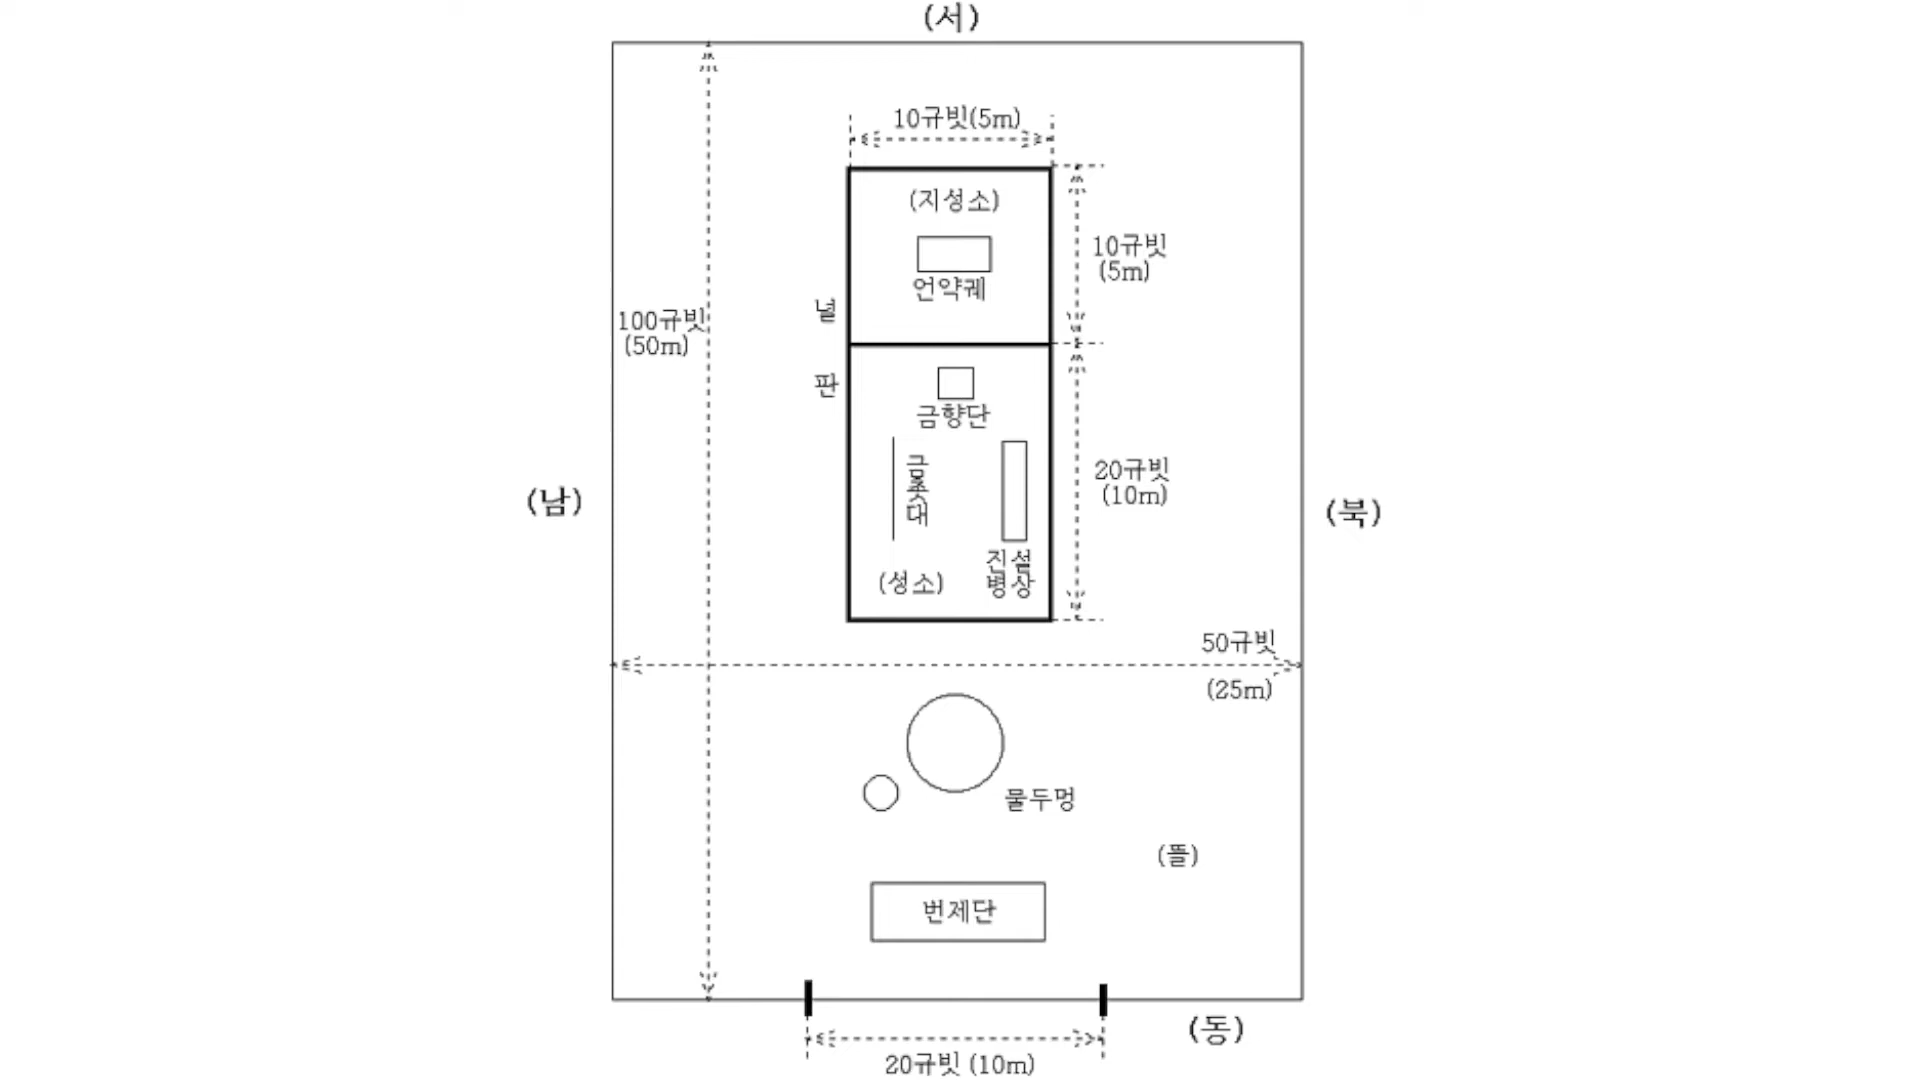 (서)
10규빗(5m)
(지성소)
언약궤
10규빗
(5m)
널
판
100규빗
(50m)
금향단
금촛대
진설
병상
(성소)
20규빗
(10m)
(남)
(북)
50규빗
(25m)
물두멍
(뜰)
번제단
(동)
20규빗 (10m)